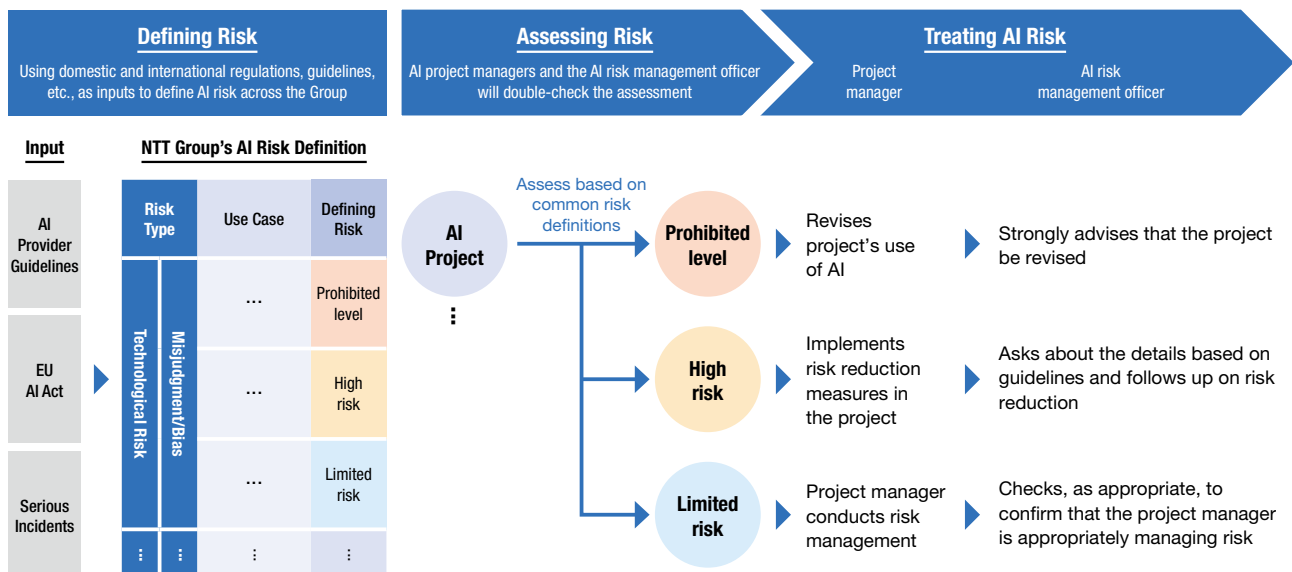 Defining Risk
Using domestic and international regulations, guidelines,
etc., as inputs to define AI risk across the Group
Assessing Risk
AI project managers and the AI risk management officer
will double-check the assessment
Treating AI Risk
Project
manager
AI risk
management officer
Input
AI
Provider
Guidelines
EU
AI Act
Serious
Incidents
NTT Group's AI Risk Definition
Risk
Type
Use Case
Defining
Risk
Technological Risk
Misjudgment/Bias
...
Prohibited
level
...
High
risk
...
Limited
risk
...
...
...
...
AI
Project
...
Assess based on
common risk
definitions
Prohibited
level
Revises
project's use
of AI
Strongly advises that the project
be revised
High
risk
Implements
risk reduction
measures in
the project
Asks about the details based on
guidelines and follows up on risk
reduction
Limited
risk
Project manager
conducts risk
management
Checks, as appropriate, to
confirm that the project manager
is appropriately managing risk